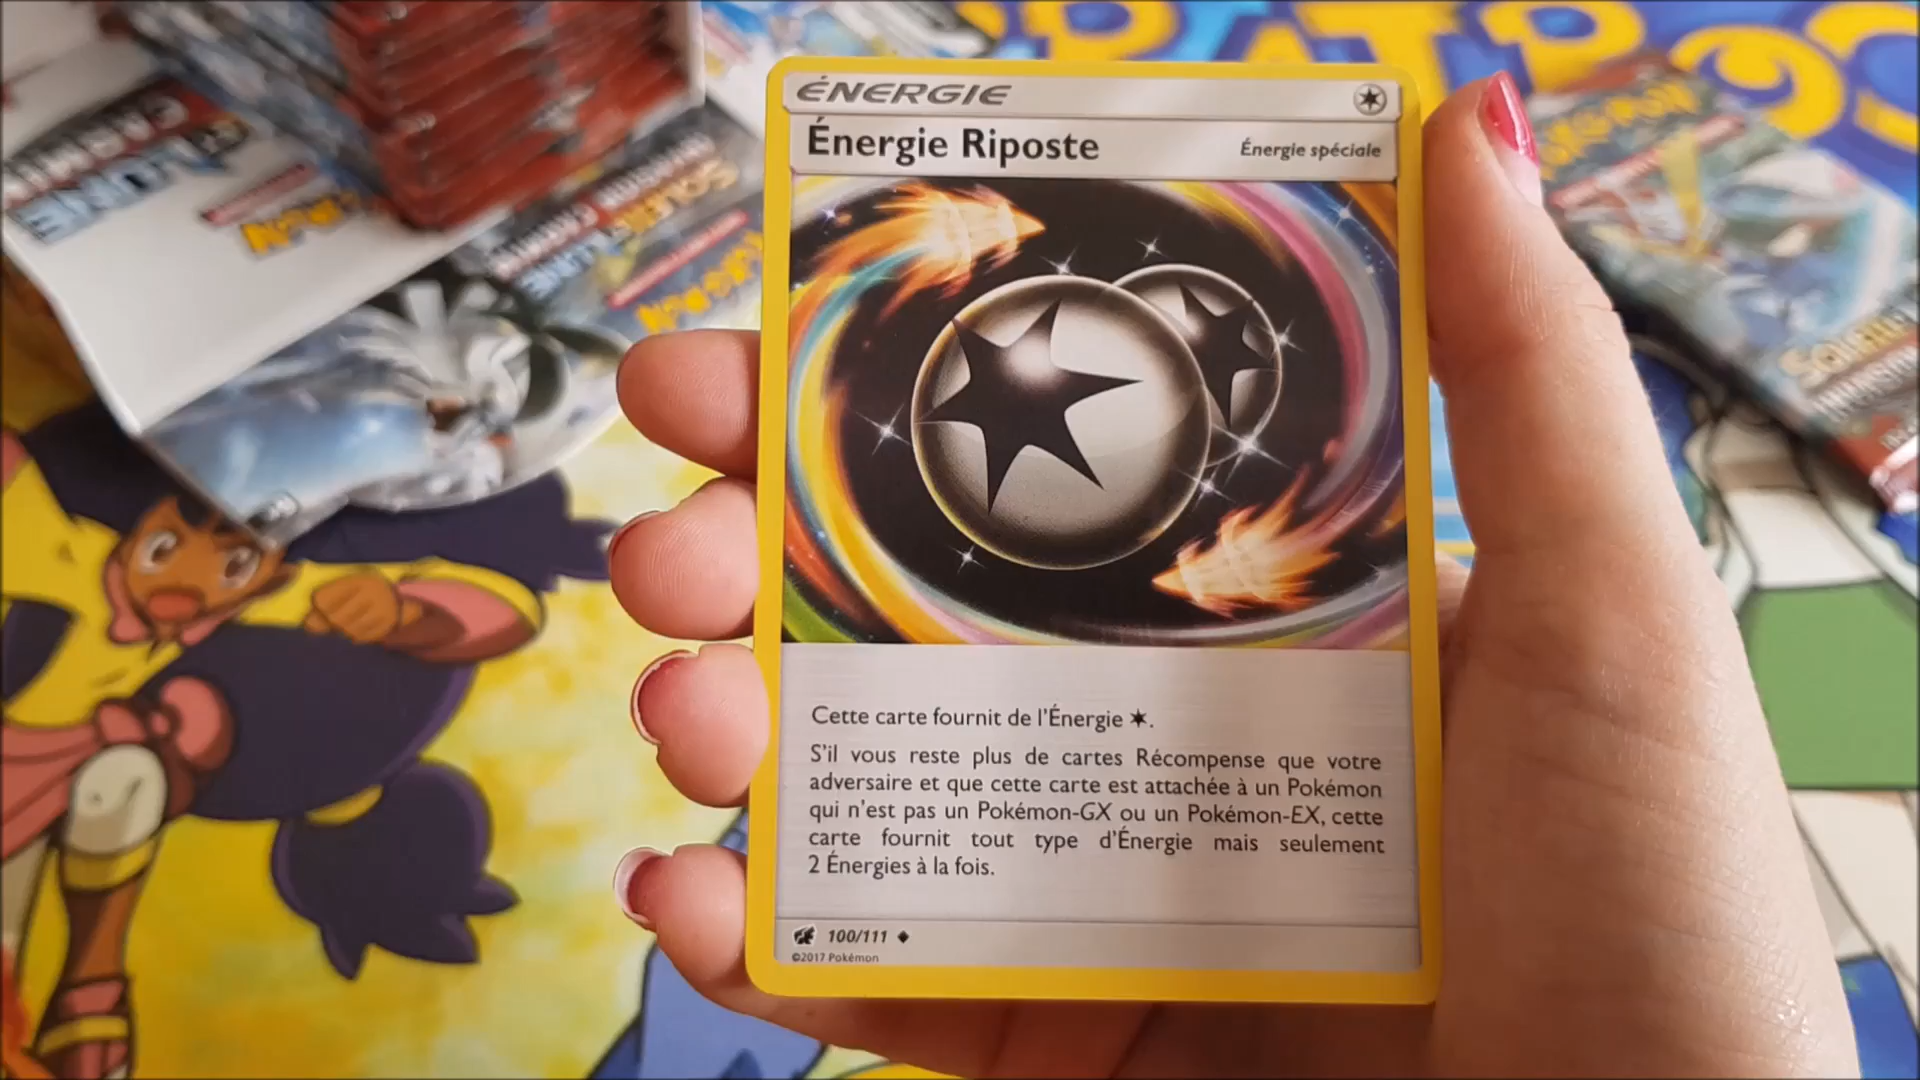 ÉNERGIE
Énergie Riposte
Énergie spéciale
Cette carte fournit de l'Énergie ✶.
S'il vous reste plus de cartes Récompense que votre
adversaire et que cette carte est attachée à un Pokémon
qui n'est pas un Pokémon-GX ou un Pokémon-EX, cette
carte fournit tout type d'Énergie mais seulement
2 Énergies à la fois.
100/111 ◆
©2017 Pokémon